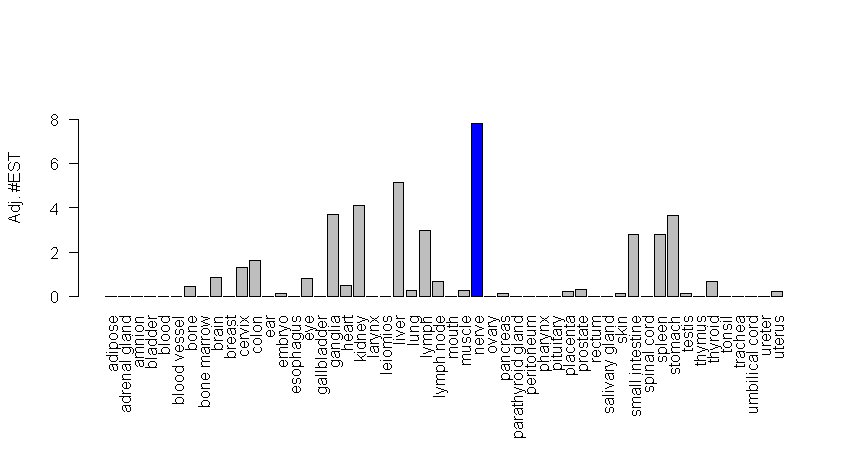 Adj. #EST
8
6
4
2
0
adipose
adrenal gland
amnion
bladder
blood
blood vessel
bone
bone marrow
brain
breast
cervix
colon
ear
embryo
esophagus
eye
gallbladder
ganglia
heart
kidney
larynx
leiomios
liver
lung
lymph
lymph node
mouth
muscle
nerve
ovary
pancreas
parathyroid gland
peritoneum
pharynx
pituitary
placenta
prostate
rectum
salivary gland
skin
small intestine
spinal cord
spleen
stomach
testis
thymus
thyroid
tonsil
trachea
umbilical cord
ureter
uterus